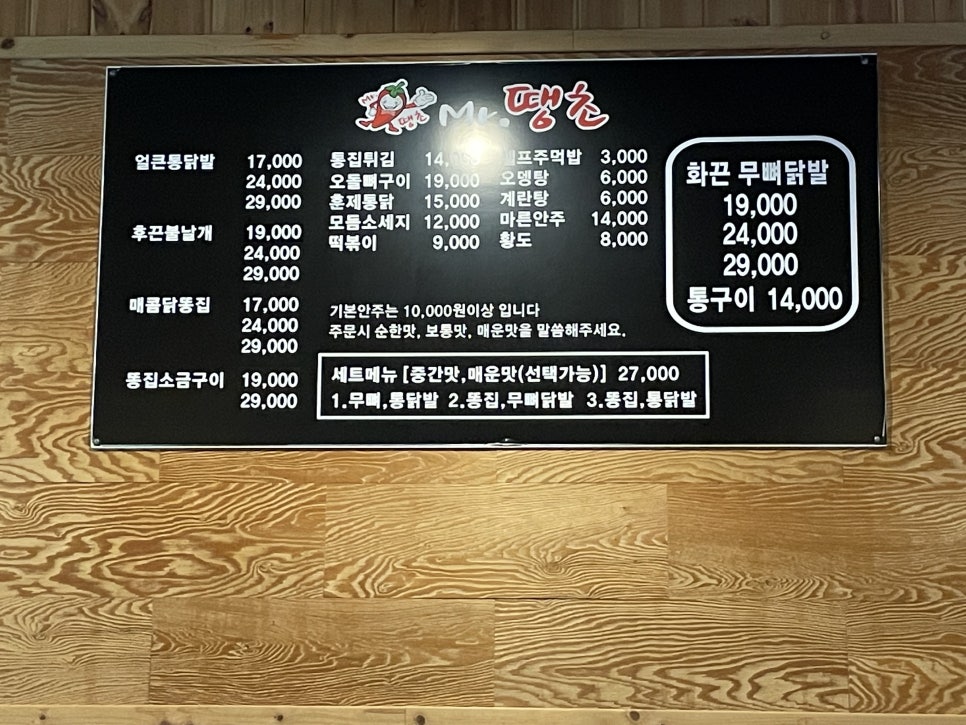 Mr.
땡초
Mr. 땡초
얼큰통닭발 17,000
24,000
29,000
후끈불날개 19,000
24,000
29,000
매콤닭똥집 17,000
24,000
29,000
똥집소금구이 19,000
29,000
통집튀김
오돌뼈구이 19,000
훈제통닭 15,000
모듬소세지 12,000
떡볶이 9,000
3,000
오뎅탕 6,000
계란탕 6,000
마른안주 14,000
황도 8,000
기본안주는 10,000원이상 입니다
주문시 순한맛, 보통맛, 매운맛을 말씀해주세요.
세트메뉴 [중간맛,매운맛(선택가능)] 27,000
1.무뼈,통닭발 2.똥집,무뼈닭발 3.똥집,통닭발
화끈 무뼈닭발
19,000
24,000
29,000
통구이 14,000